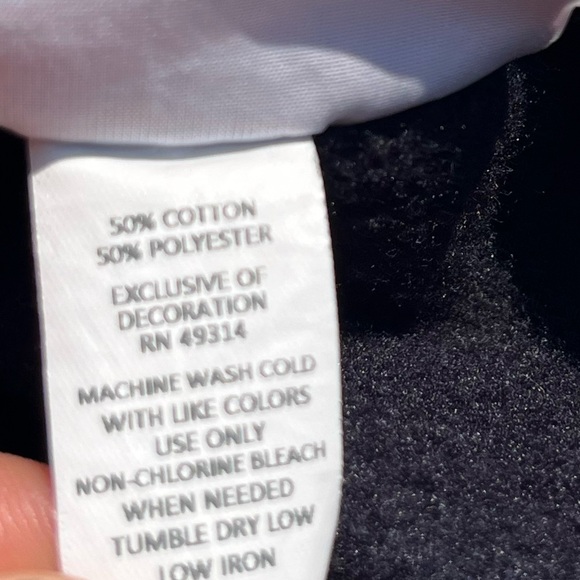 50% COTTON
50% POLYESTER
EXCLUSIVE OF
DECORATION
RN 49314
MACHINE WASH COLD
WITH LIKE COLORS
USE ONLY
NON-CHLORINE BLEACH
WHEN NEEDED
TUMBLE DRY LOW
LOW IRON